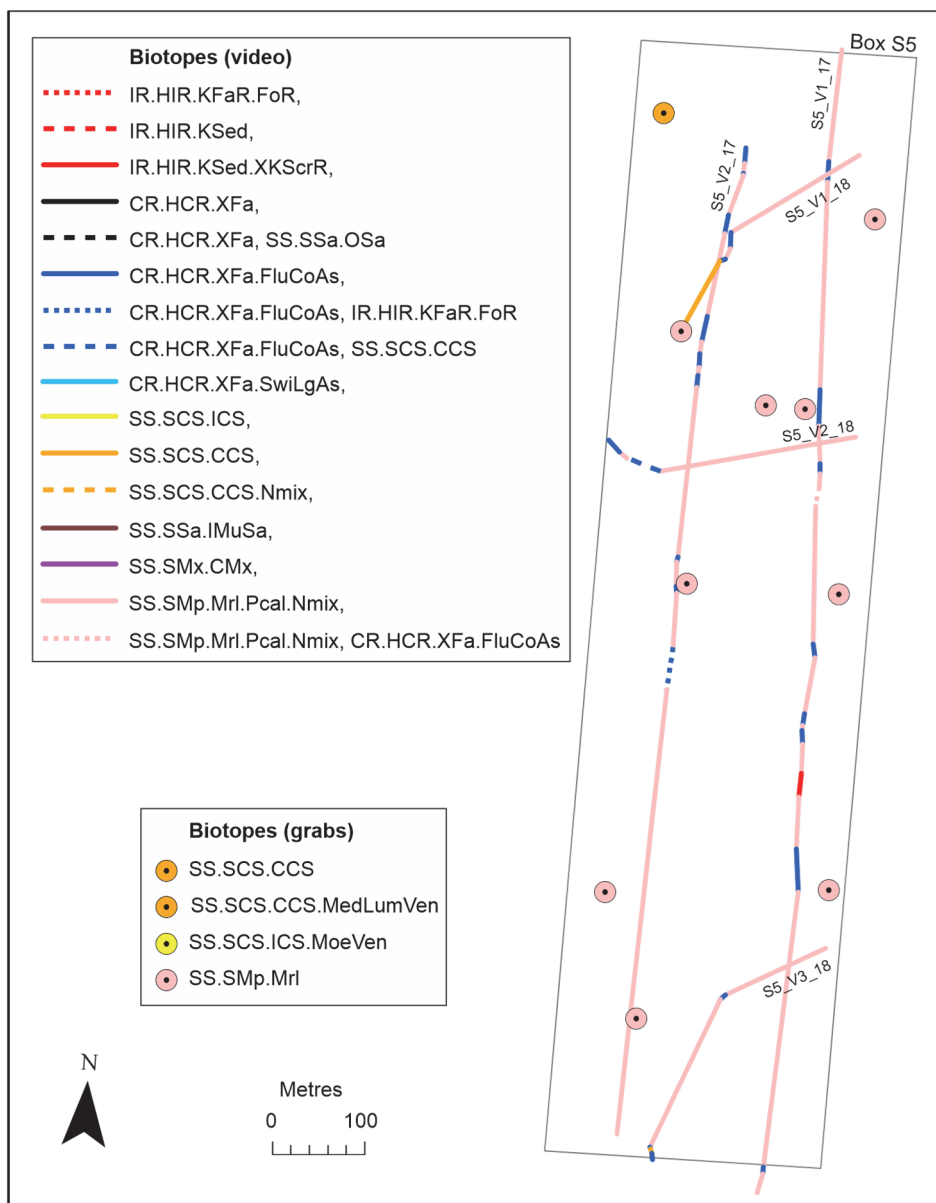 Biotopes (video)
IR.HIR.KFaR.FoR,
IR.HIR.KSed,
IR.HIR.KSed.XKScrR,
CR.HCR.XFa,
CR.HCR.XFa, SS.SSa.OSa
CR.HCR.XFa.FluCoAs,
CR.HCR.XFa.FluCoAs, IR.HIR.KFaR.FoR
CR.HCR.XFa.FluCoAs, SS.SCS.CCS
CR.HCR.XFa.SwiLgAs,
SS.SCS.ICS,
SS.SCS.CCS,
SS.SCS.CCS.Nmix,
SS.SSa.IMuSa,
SS.SMx.CMx,
SS.SMp.Mrl.Pcal.Nmix,
SS.SMp.Mrl.Pcal.Nmix, CR.HCR.XFa.FluCoAs
Box S5
S5_V1_17
S5_V2_17
S5_V1_18
S5_V2_18
S5_V3_18
Biotopes (grabs)
SS.SCS.CCS
SS.SCS.CCS.MedLumVen
SS.SCS.ICS.MoeVen
SS.SMp.Mrl
N
Metres
0 100